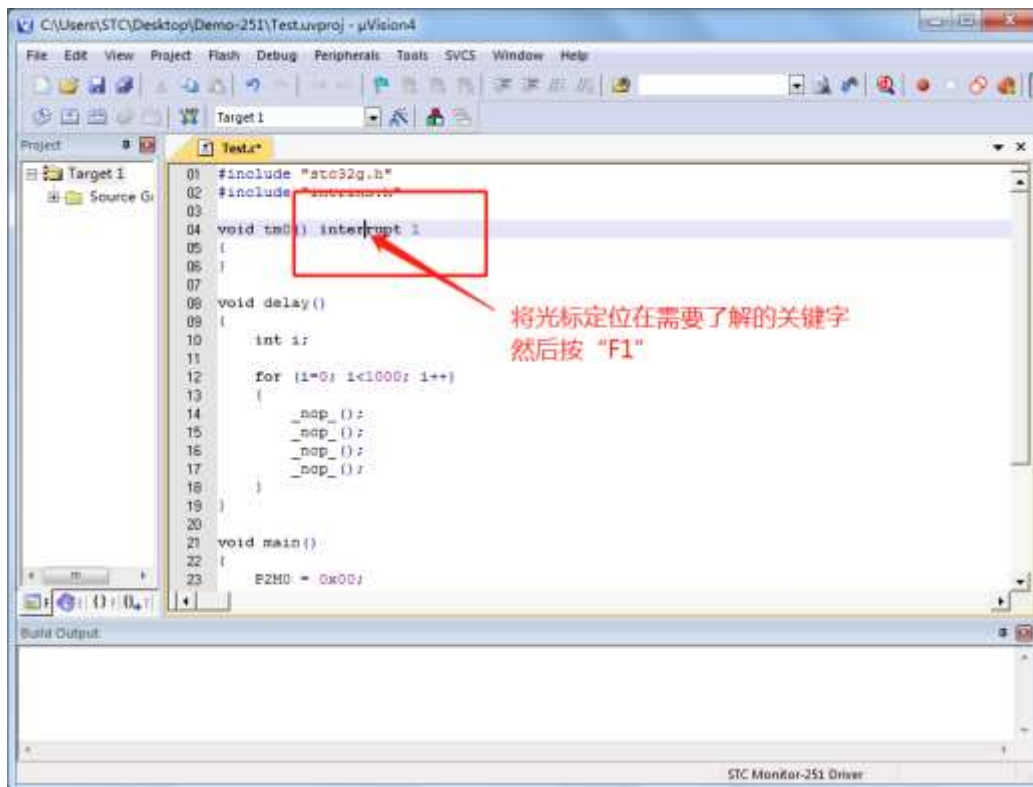 C:\Users\STC\Desktop\Demo-251\Test.uvproj - µVision4
File Edit View Project Flash Debug Peripherals Tools SVCS Window Help
Target 1
Project
Test.c*
Target 1
Source Gr
01 #include "stc32g.h"
02 #include "intrins.h"
03
04 void tm0() interrupt 1
05 {
06 }
07
08 void delay()
09 {
10 int i;
11
12 for (i=0; i<1000; i++)
13 {
14 _nop_();
15 _nop_();
16 _nop_();
17 _nop_();
18 }
19 }
20
21 void main()
22 {
23 P2M0 = 0x00;
将光标定位在需要了解的关键字
然后按“F1”
Build Output
STC Monitor-251 Driver